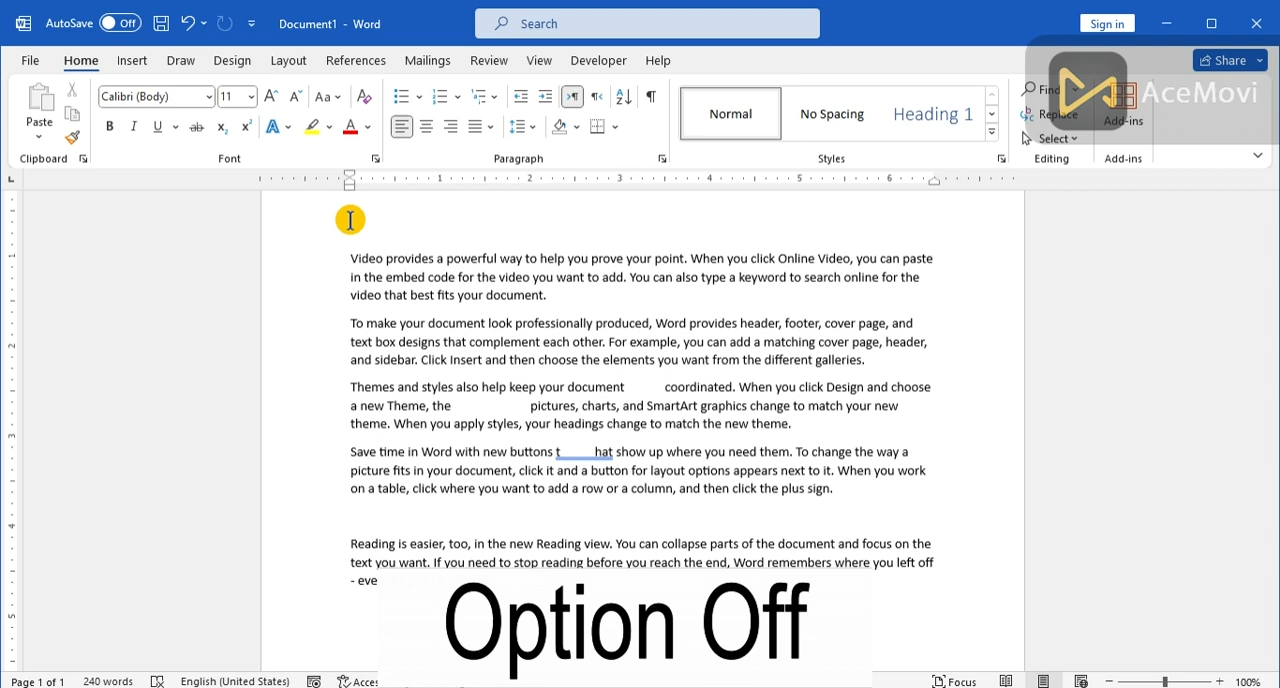 AutoSave Off Document1 - Word Search Sign in
File Home Insert Draw Design Layout References Mailings Review View Developer Help Share
AceMovi
Paste
Calibri (Body) 11 Aa
Normal No Spacing Heading 1
Find
Replace
Select
Add-ins
B I U ab x₂ x² A A
Clipboard Font Paragraph Styles Editing Add-ins
1 2 3 4 5 6
Video provides a powerful way to help you prove your point. When you click Online Video, you can paste
in the embed code for the video you want to add. You can also type a keyword to search online for the
video that best fits your document.
To make your document look professionally produced, Word provides header, footer, cover page, and
text box designs that complement each other. For example, you can add a matching cover page, header,
and sidebar. Click Insert and then choose the elements you want from the different galleries.
Themes and styles also help keep your document coordinated. When you click Design and choose
a new Theme, the pictures, charts, and SmartArt graphics change to match your new
theme. When you apply styles, your headings change to match the new theme.
Save time in Word with new buttons t hat show up where you need them. To change the way a
picture fits in your document, click it and a button for layout options appears next to it. When you work
on a table, click where you want to add a row or a column, and then click the plus sign.
Reading is easier, too, in the new Reading view. You can collapse parts of the document and focus on the
text you want. If you need to stop reading before you reach the end, Word remembers where you left off
- eve
Option Off
Page 1 of 1 240 words English (United States) Acces Focus 100%